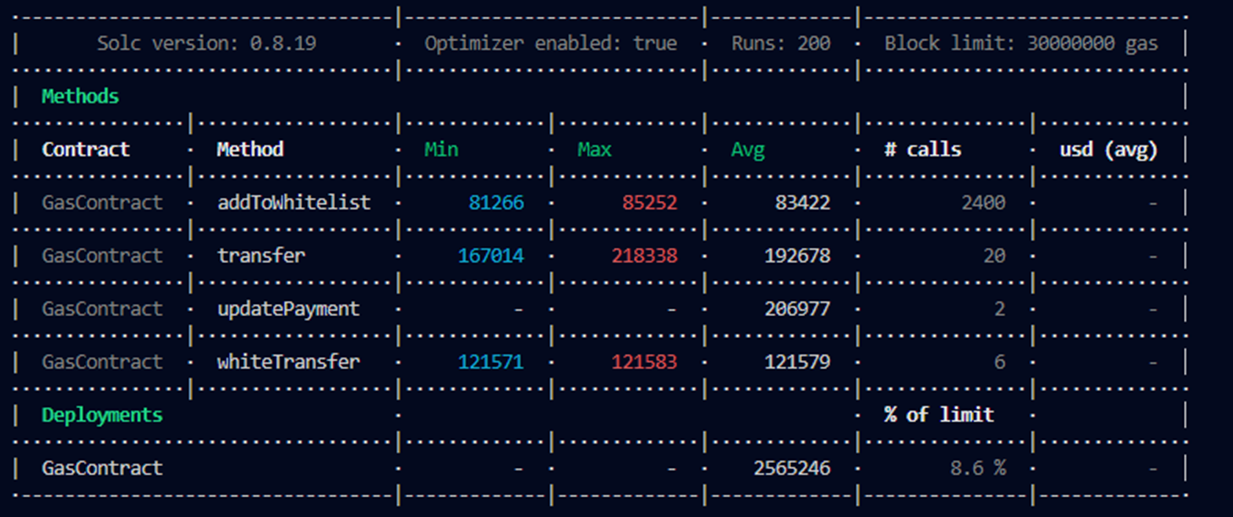 Solc version: 0.8.19 · Optimizer enabled: true · Runs: 200 · Block limit: 30000000 gas
Methods
Contract · Method · Min · Max · Avg · # calls · usd (avg)
GasContract · addToWhitelist · 81266 · 85252 · 83422 · 2400 · -
GasContract · transfer · 167014 · 218338 · 192678 · 20 · -
GasContract · updatePayment · - · - · 206977 · 2 · -
GasContract · whiteTransfer · 121571 · 121583 · 121579 · 6 · -
Deployments · · % of limit ·
GasContract · - · - · 2565246 · 8.6 % · -